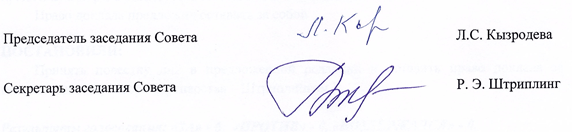 Председатель заседания Совета Л.С. Кызродева
Секретарь заседания Совета Р. Э. Штриплинг